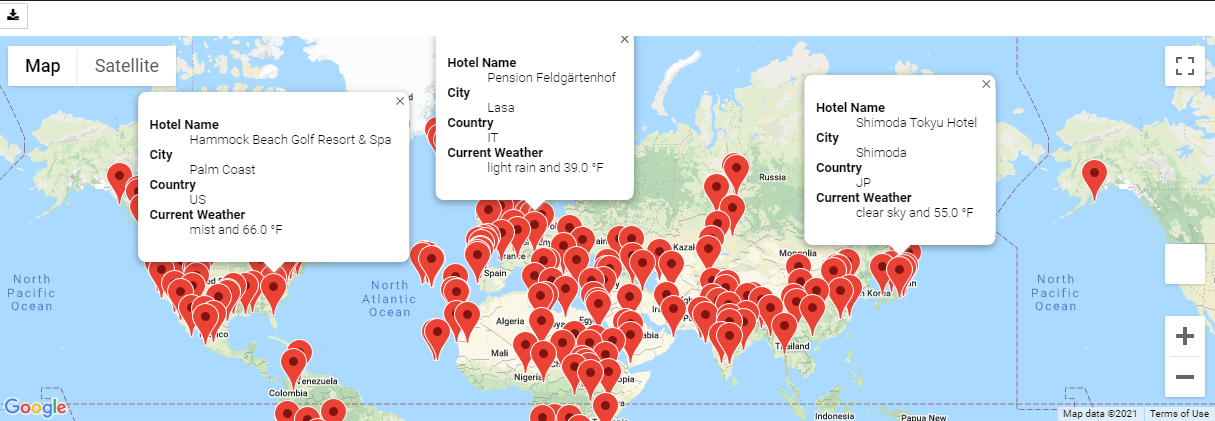 Map
Satellite
Hotel Name
Hammock Beach Golf Resort & Spa
City
Palm Coast
Country
US
Current Weather
mist and 66.0 °F
Hotel Name
Pension Feldgärtenhof
City
Lasa
Country
IT
Current Weather
light rain and 39.0 °F
Hotel Name
Shimoda Tokyu Hotel
City
Shimoda
Country
JP
Current Weather
clear sky and 55.0 °F
Russia
Mongolia
Spain
North
Pacific
Ocean
North
Atlantic
Ocean
North
Pacific
Ocean
Algeria
Mali
Thailand
Venezuela
Colombia
Indonesia
Papua New
Google
Map data ©2021
Terms of Use